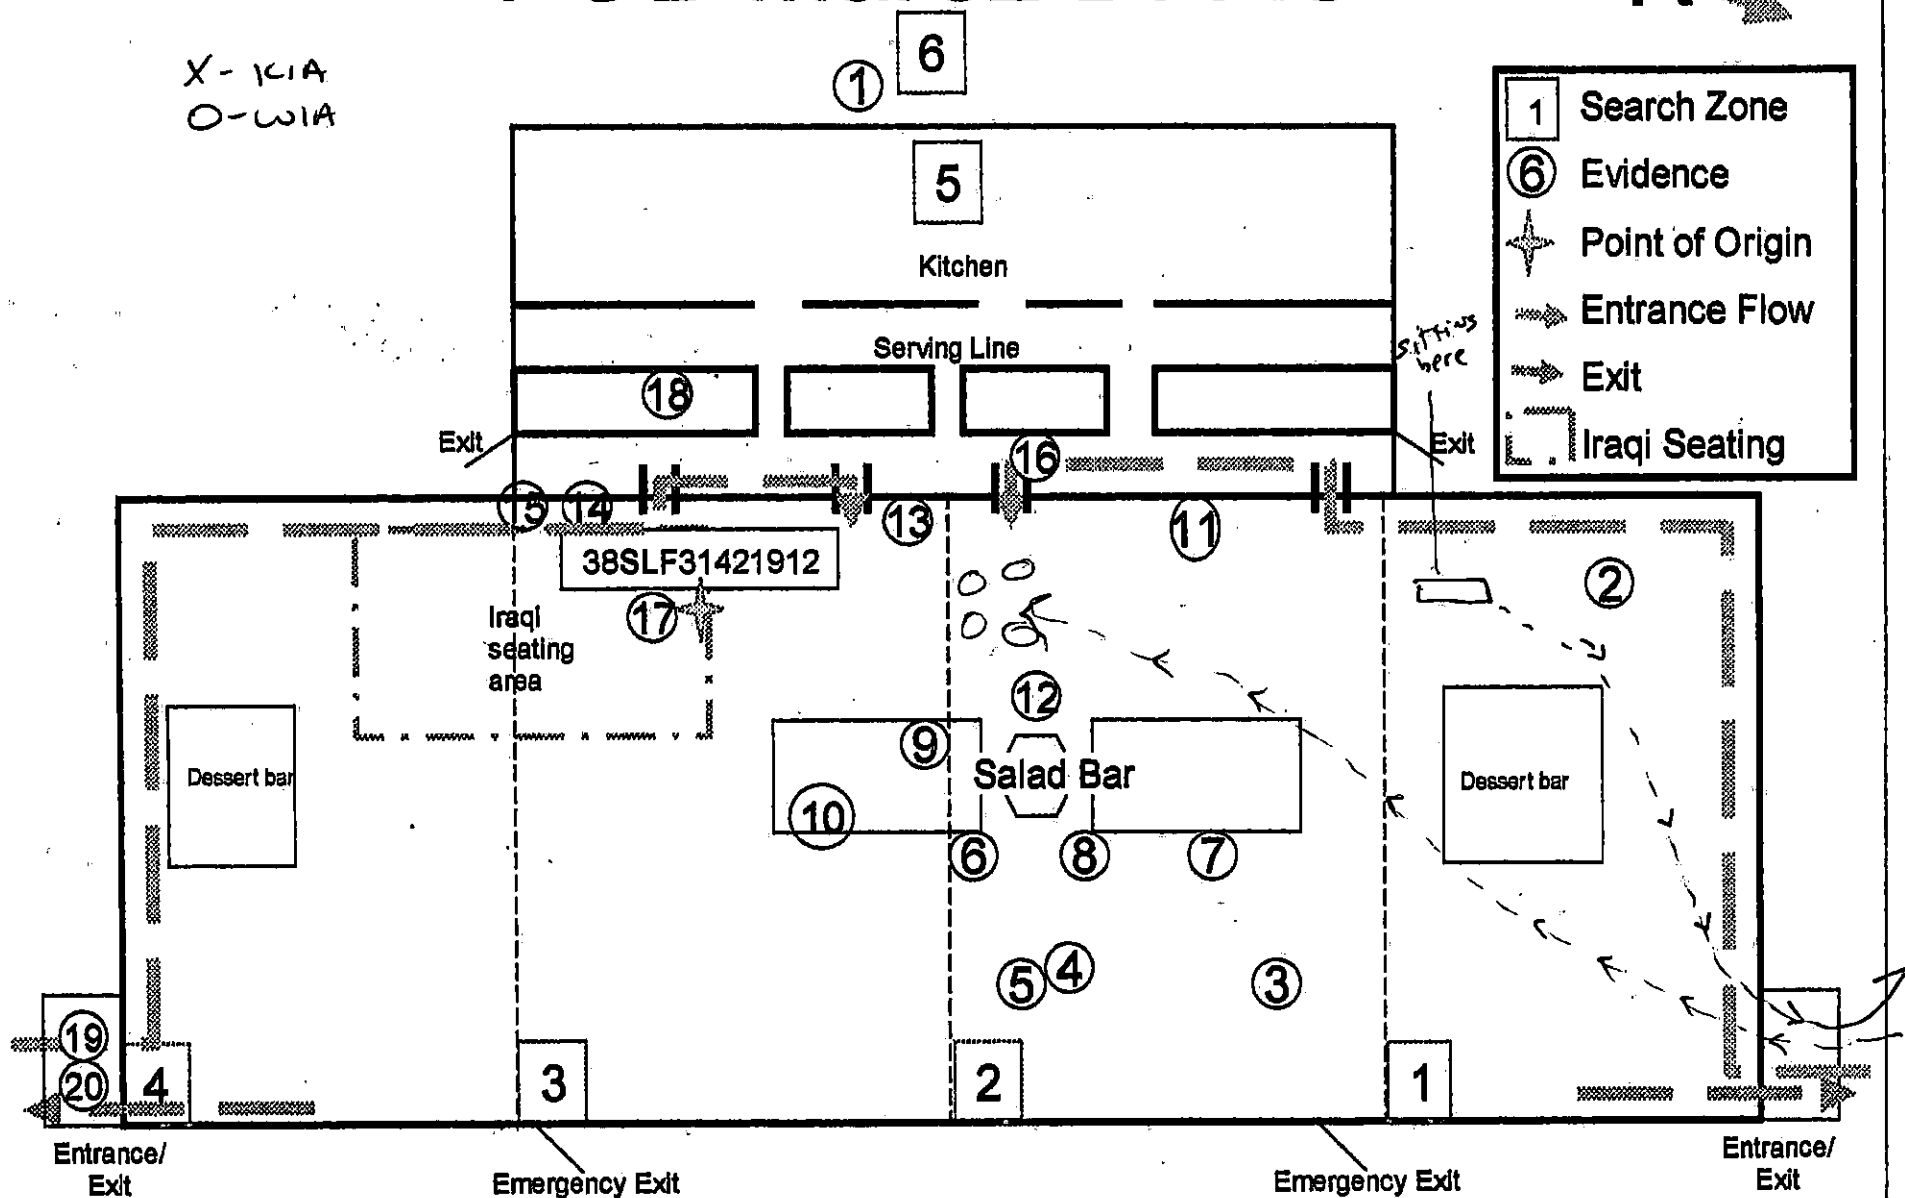 X - KIA
O - WIA
6
1
1 Search Zone
6 Evidence
Point of Origin
Entrance Flow
Exit
Iraqi Seating
5
Kitchen
Serving Line
sitting
here
18
Exit
Exit
16
15
14
13
11
38SLF31421912
2
17
Iraqi
seating
area
12
9
Salad Bar
Dessert bar
Dessert bar
10
6
8
7
5
4
3
19
20
4
3
2
1
Entrance/
Exit
Emergency Exit
Emergency Exit
Entrance/
Exit